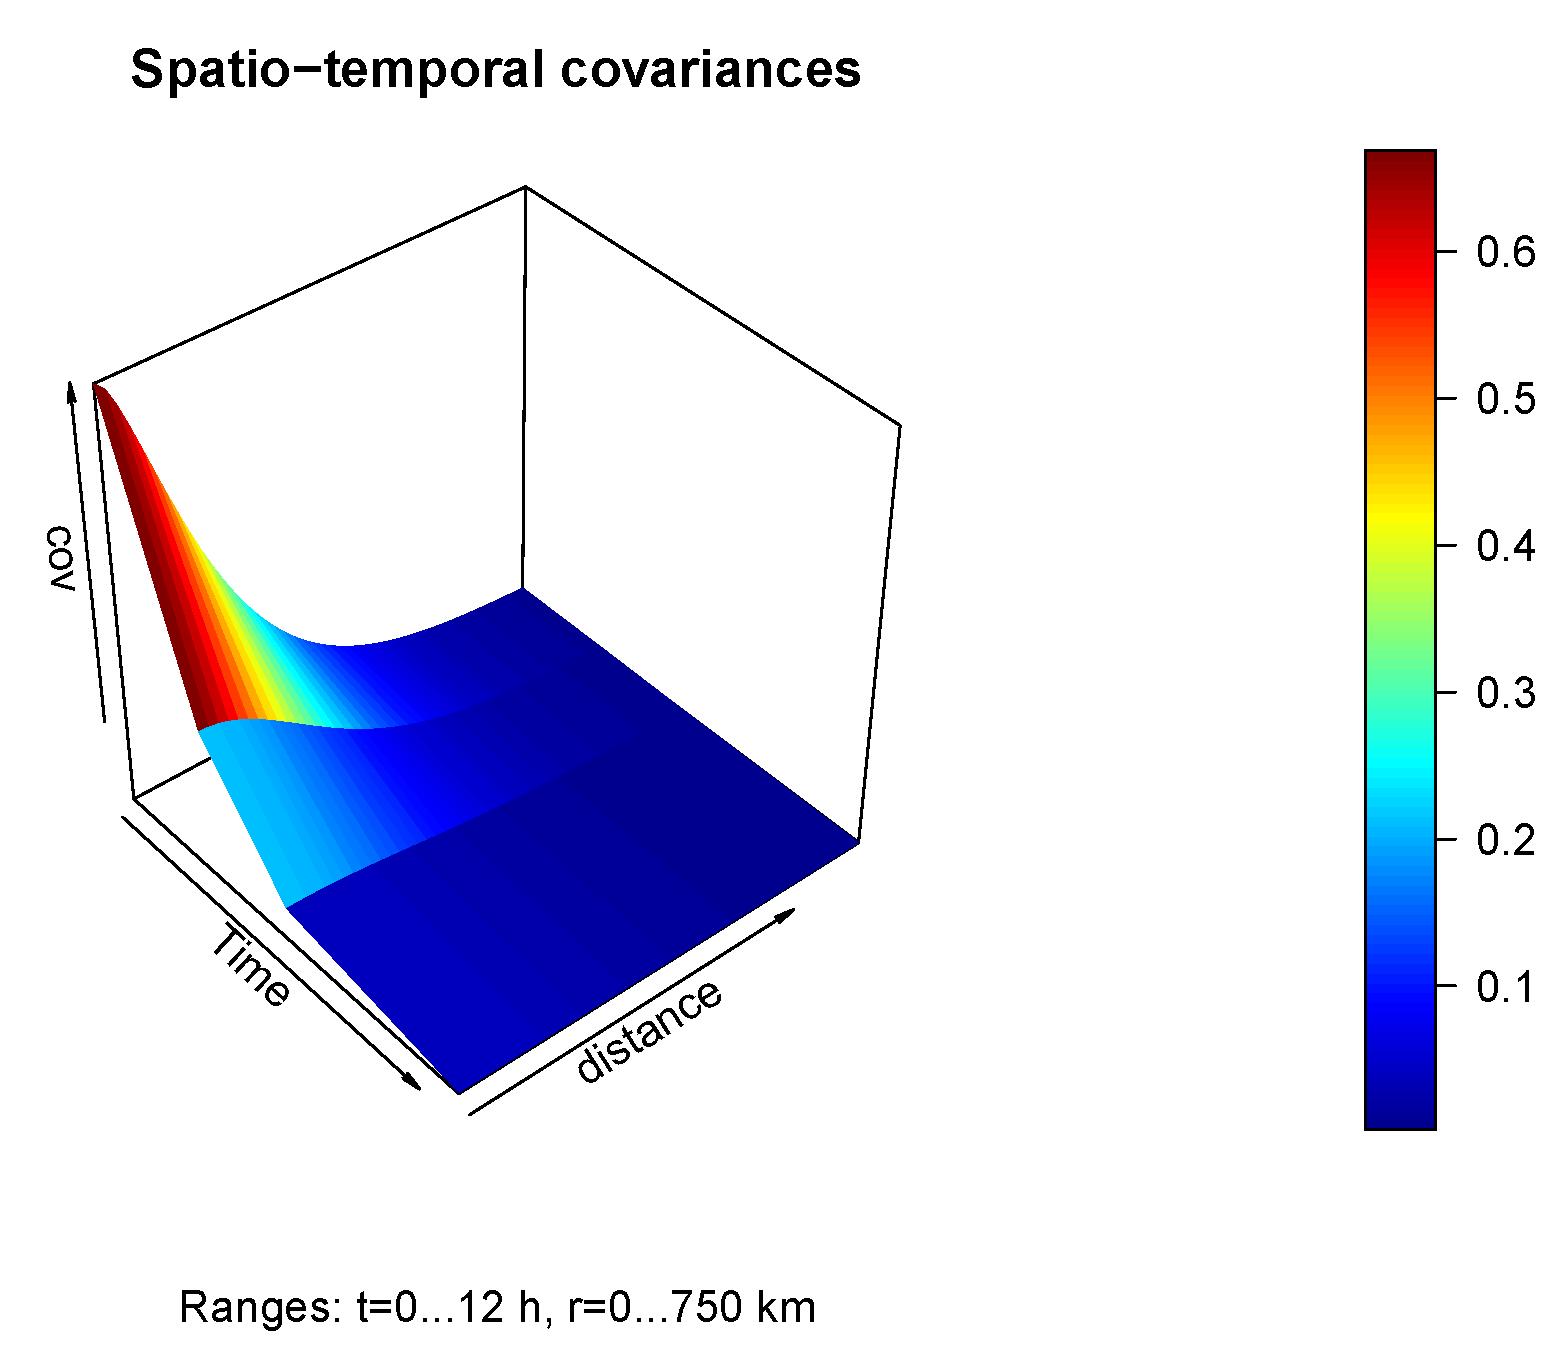 Spatio−temporal covariances
0.6
0.5
cov
0.4
0.3
0.2
Time
distance
0.1
Ranges: t=0...12 h, r=0...750 km